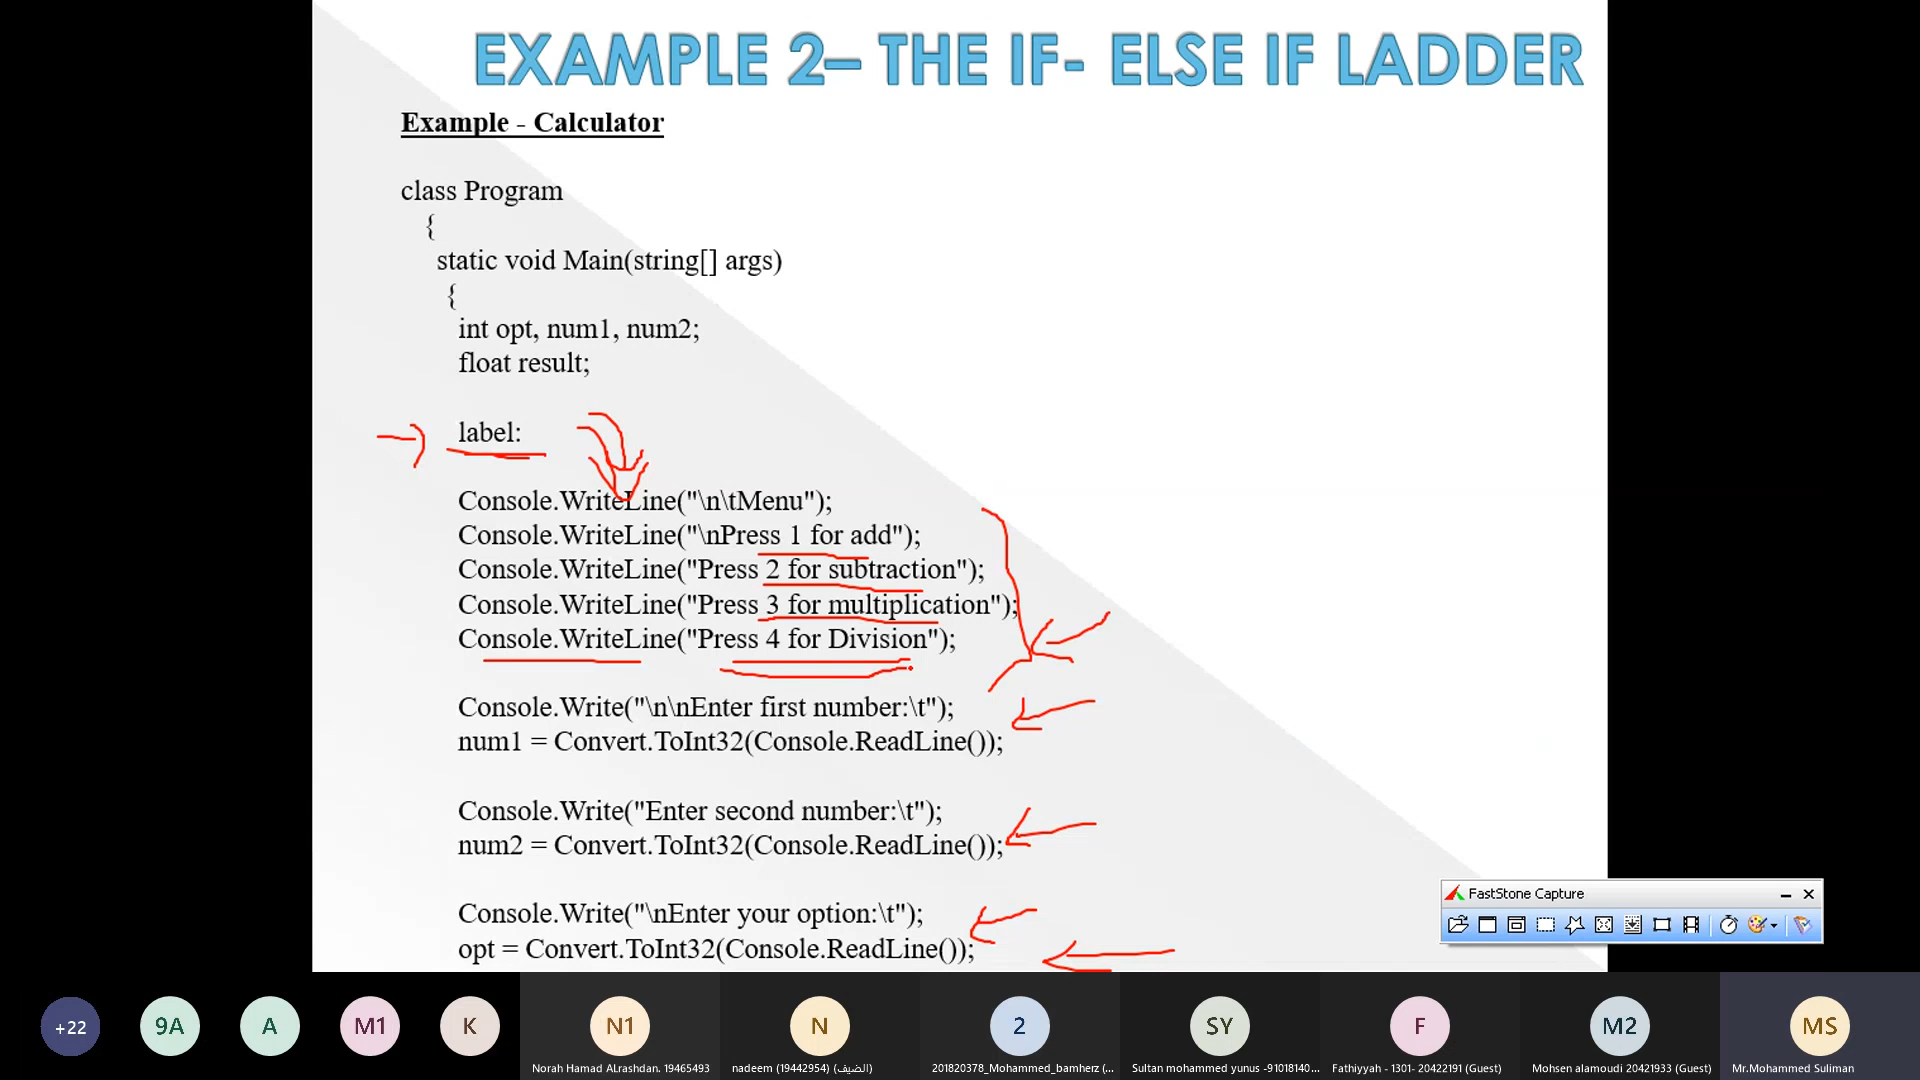 EXAMPLE 2– THE IF- ELSE IF LADDER
Example - Calculator
class Program
{
static void Main(string[] args)
{
int opt, num1, num2;
float result;
label:
Console.WriteLine("\n\tMenu");
Console.WriteLine("\nPress 1 for add");
Console.WriteLine("Press 2 for subtraction");
Console.WriteLine("Press 3 for multiplication");
Console.WriteLine("Press 4 for Division");
Console.Write("\n\nEnter first number:\t");
num1 = Convert.ToInt32(Console.ReadLine());
Console.Write("Enter second number:\t");
num2 = Convert.ToInt32(Console.ReadLine());
Console.Write("\nEnter your option:\t");
opt = Convert.ToInt32(Console.ReadLine());
FastStone Capture
+22
9A
A
M1
K
N1
N
2
SY
F
M2
MS
Norah Hamad ALrashdan. 19465493
nadeem (19442954) (الضيف)
201820378_Mohammed_bamherz (...
Sultan mohammed yunus -91018140...
Fathiyyah - 1301- 20422191 (Guest)
Mohsen alamoudi 20421933 (Guest)
Mr.Mohammed Suliman